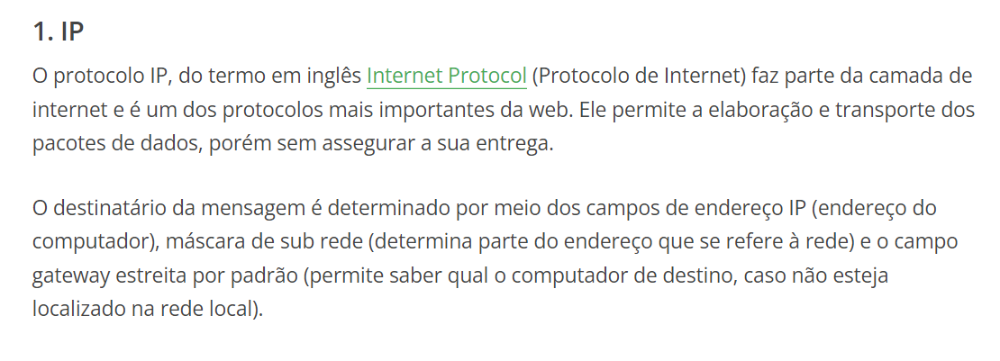 1. IP
O protocolo IP, do termo em inglês Internet Protocol (Protocolo de Internet) faz parte da camada de
internet e é um dos protocolos mais importantes da web. Ele permite a elaboração e transporte dos
pacotes de dados, porém sem assegurar a sua entrega.
O destinatário da mensagem é determinado por meio dos campos de endereço IP (endereço do
computador), máscara de sub rede (determina parte do endereço que se refere à rede) e o campo
gateway estreita por padrão (permite saber qual o computador de destino, caso não esteja
localizado na rede local).